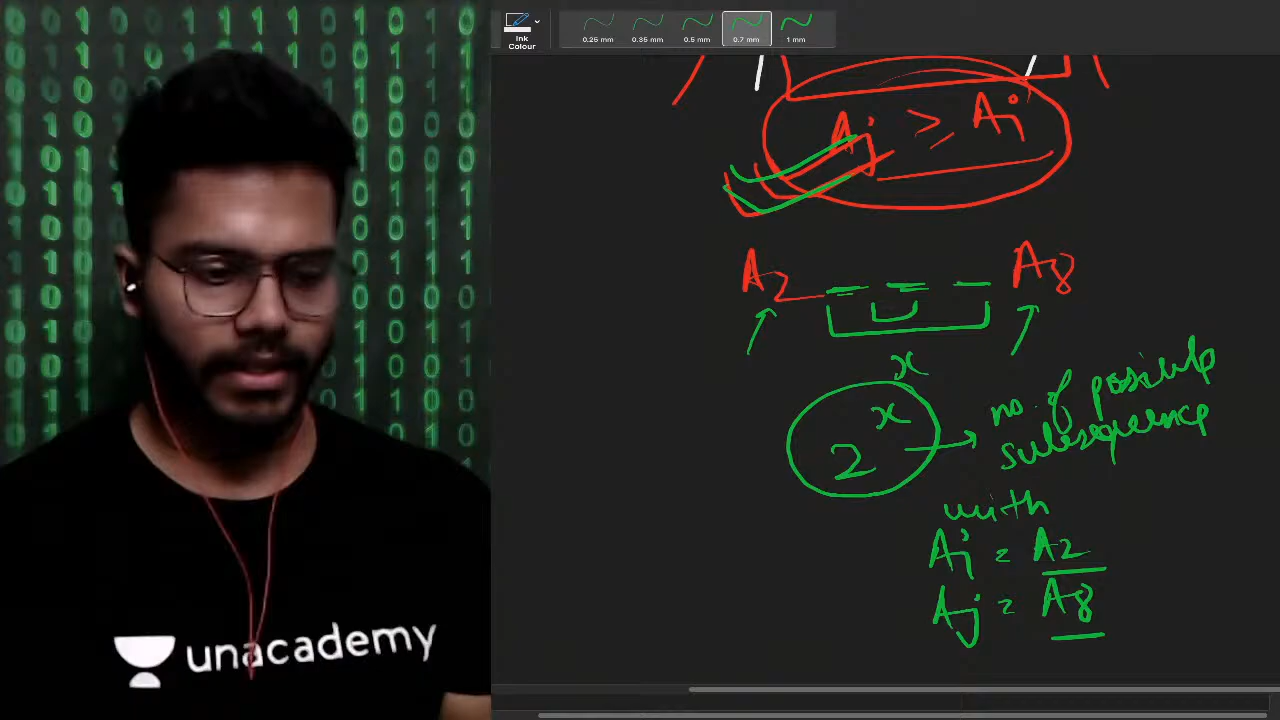 Ink
Colour
0.25 mm
0.35 mm
0.5 mm
0.7 mm
1 mm
Aj ≥ Ai
A2 A8
x
2^x → no. of possible
subsequence
with
Ai = A2
Aj = A8
unacademy